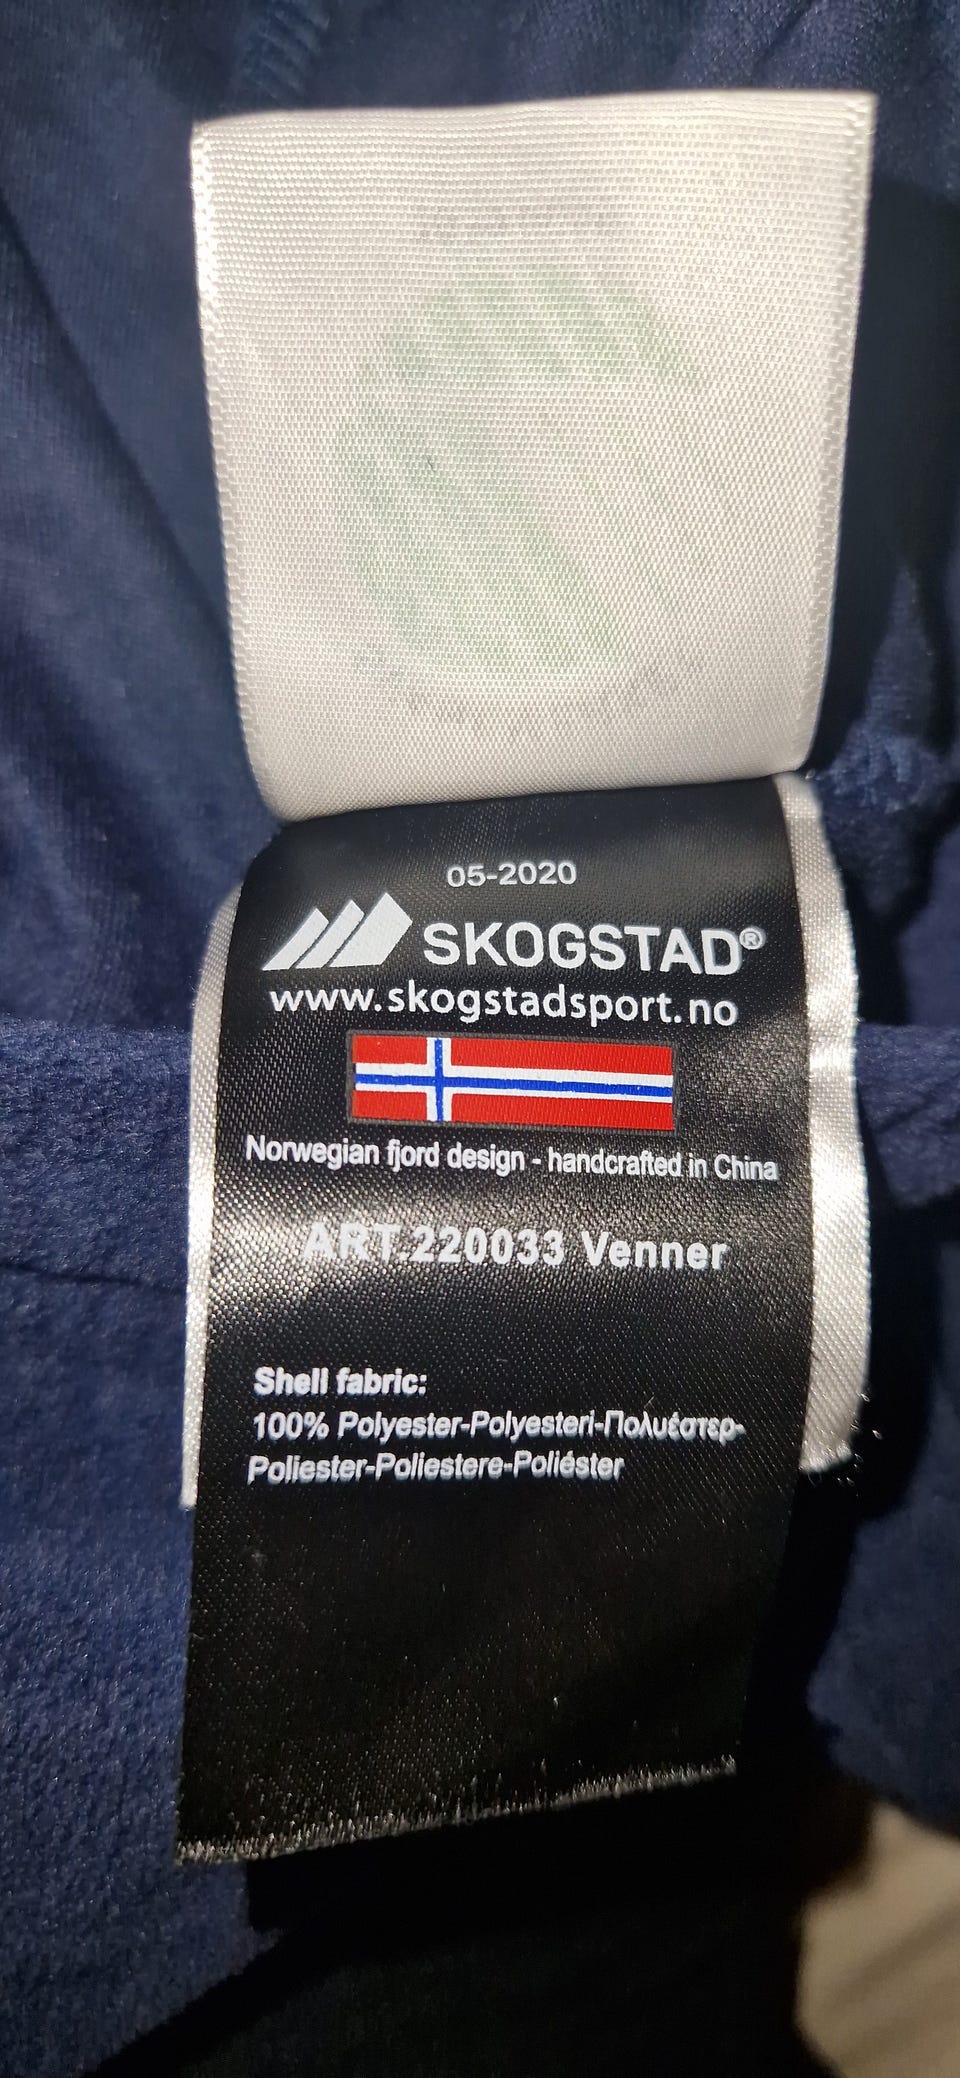 05-2020
SKOGSTAD®
www.skogstadsport.no
Norwegian fjord design - handcrafted in China
ART.220033 Venner
Shell fabric:
100% Polyester-Polyesteri-Πολυέστερ-
Poliester-Poliestere-Poliéster